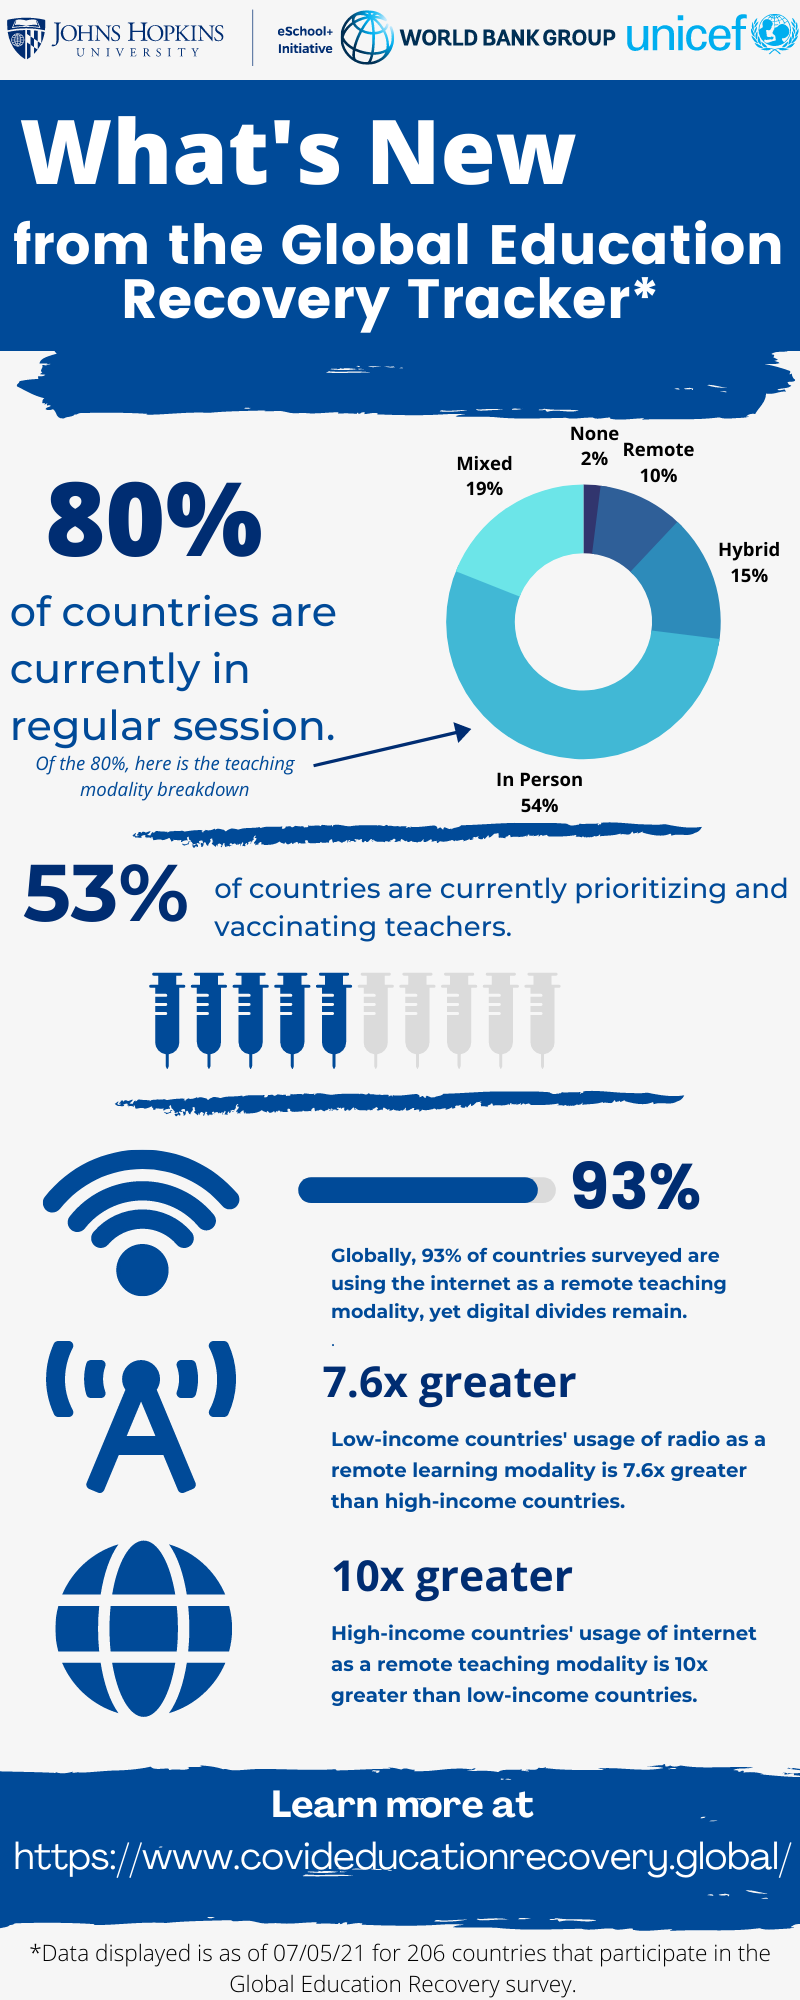 JOHNS HOPKINS
UNIVERSITY
eSchool+
Initiative
WORLD BANK GROUP
unicef
What's New
from the Global Education
Recovery Tracker*
80%
of countries are
currently in
regular session.
Of the 80%, here is the teaching
modality breakdown
None
2%
Remote
10%
Mixed
19%
Hybrid
15%
In Person
54%
53%
of countries are currently prioritizing and
vaccinating teachers.
93%
Globally, 93% of countries surveyed are
using the internet as a remote teaching
modality, yet digital divides remain.
.
7.6x greater
Low-income countries' usage of radio as a
remote learning modality is 7.6x greater
than high-income countries.
10x greater
High-income countries' usage of internet
as a remote teaching modality is 10x
greater than low-income countries.
Learn more at
https://www.covideducationrecovery.global/
*Data displayed is as of 07/05/21 for 206 countries that participate in the
Global Education Recovery survey.